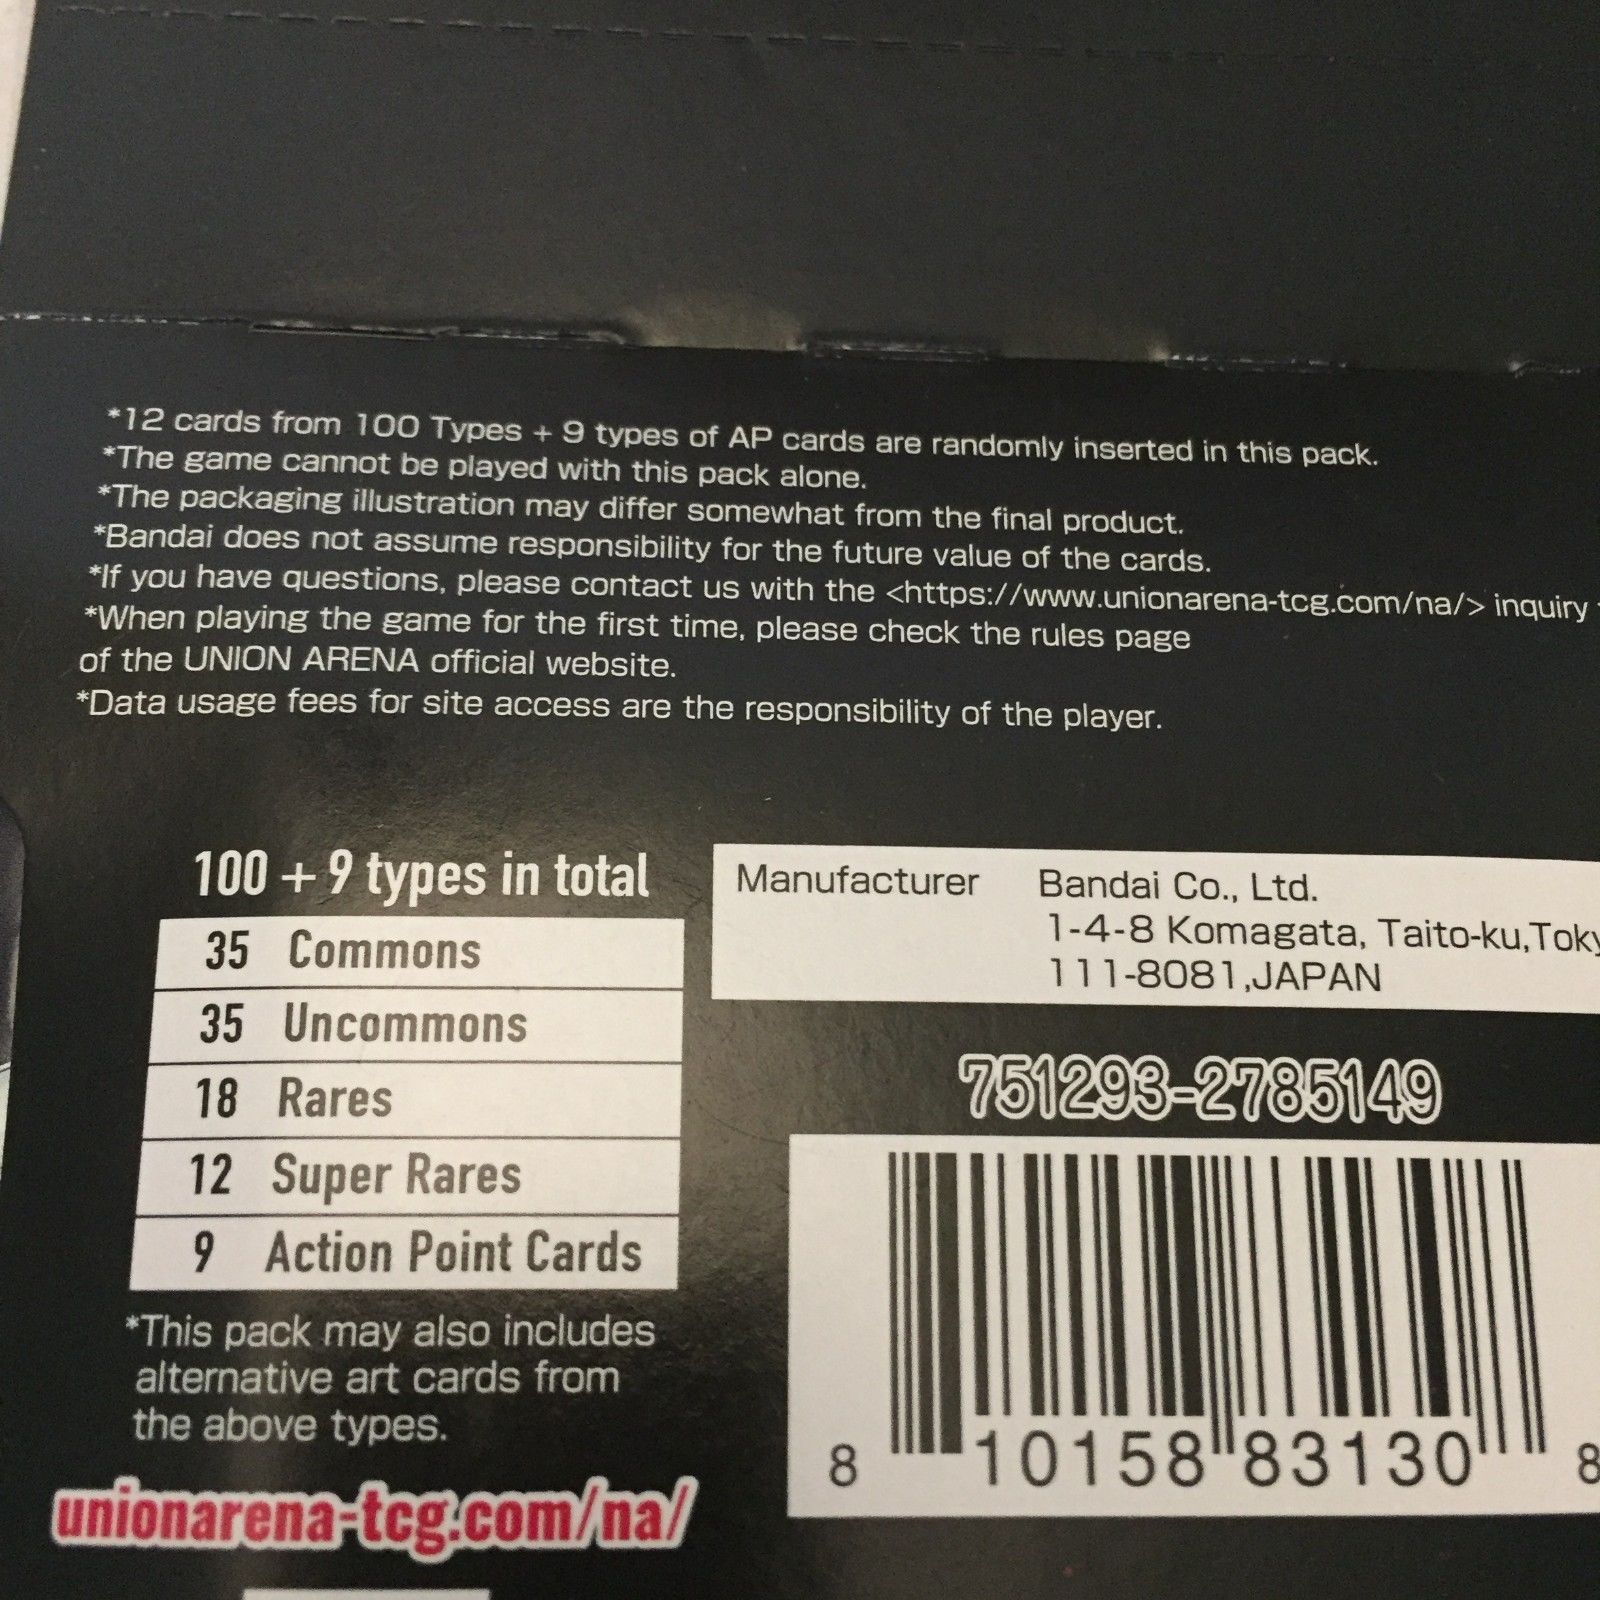 *12 cards from 100 Types + 9 types of AP cards are randomly inserted in this pack.
*The game cannot be played with this pack alone.
*The packaging illustration may differ somewhat from the final product.
*Bandai does not assume responsibility for the future value of the cards.
*If you have questions, please contact us with the <https://www.unionarena-tcg.com/na/> inquiry
*When playing the game for the first time, please check the rules page
of the UNION ARENA official website.
*Data usage fees for site access are the responsibility of the player.
100 + 9 types in total
35 Commons
35 Uncommons
18 Rares
12 Super Rares
9 Action Point Cards
*This pack may also includes
alternative art cards from
the above types.
unionarena-tcg.com/na/
Manufacturer Bandai Co., Ltd.
1-4-8 Komagata, Taito-ku,
111-8081,JAPAN
751293-2785149
8 10158 83130 8